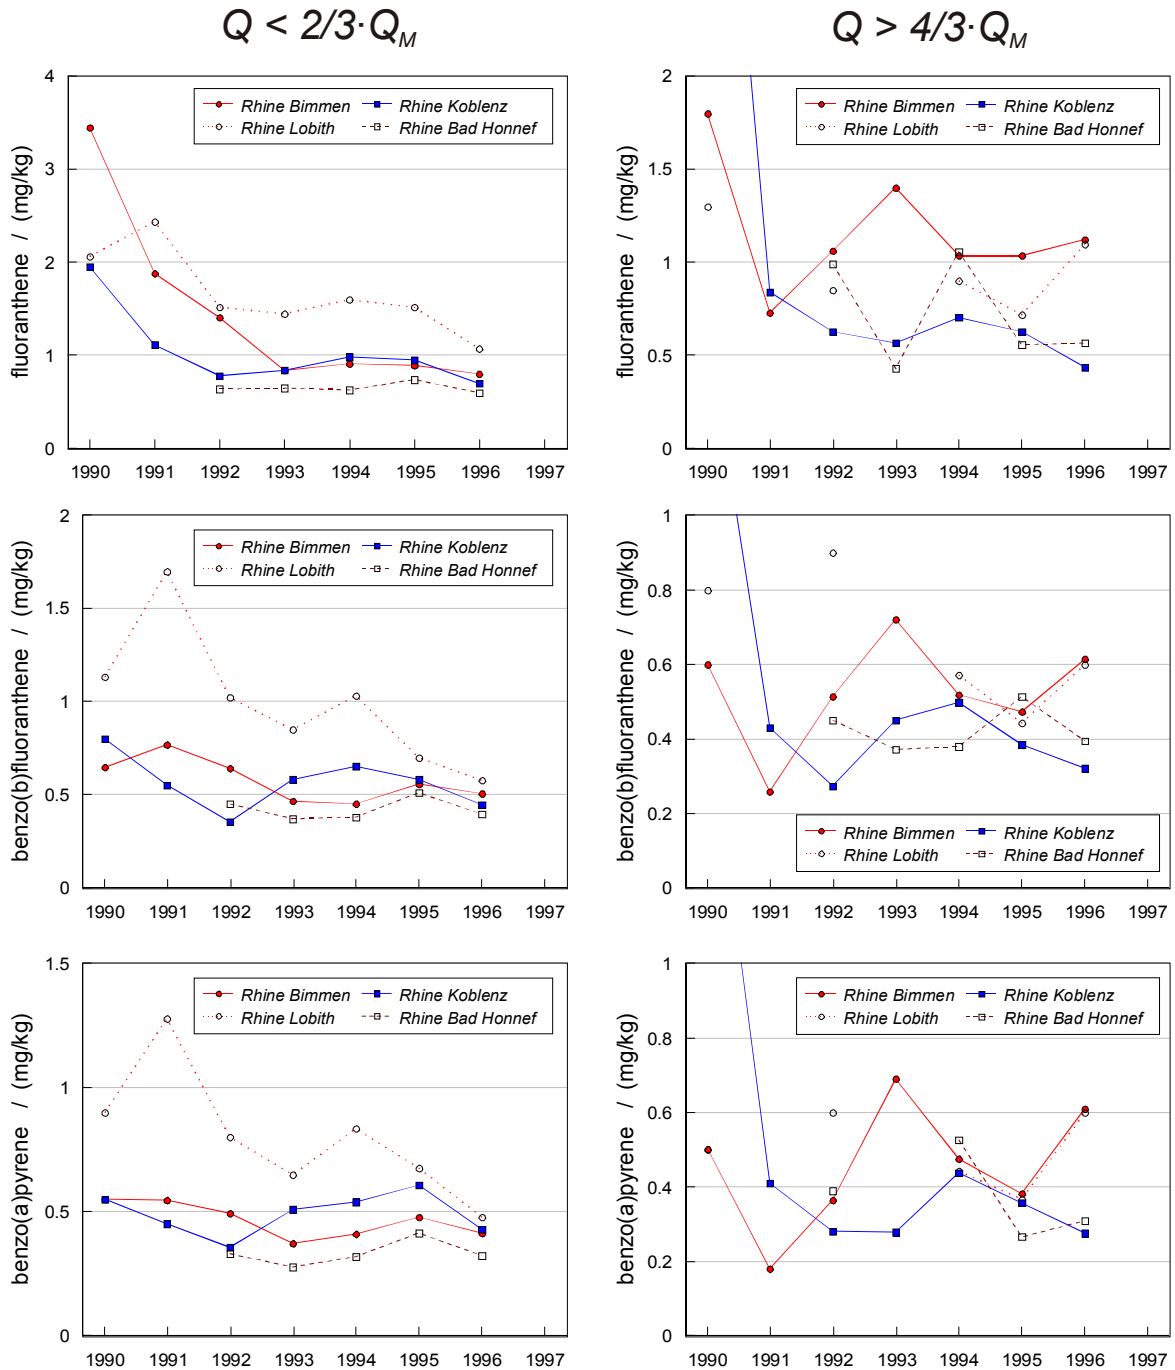 Q < 2/3·Q_M
Q > 4/3·Q_M
fluoranthene / (mg/kg)
4
3
2
1
0
Rhine Bimmen
Rhine Koblenz
Rhine Lobith
Rhine Bad Honnef
1990 1991 1992 1993 1994 1995 1996 1997
fluoranthene / (mg/kg)
2
1.5
1
0.5
0
Rhine Bimmen
Rhine Koblenz
Rhine Lobith
Rhine Bad Honnef
1990 1991 1992 1993 1994 1995 1996 1997
benzo(b)fluoranthene / (mg/kg)
2
1.5
1
0.5
0
Rhine Bimmen
Rhine Koblenz
Rhine Lobith
Rhine Bad Honnef
1990 1991 1992 1993 1994 1995 1996 1997
benzo(b)fluoranthene / (mg/kg)
1
0.8
0.6
0.4
0.2
0
Rhine Bimmen
Rhine Koblenz
Rhine Lobith
Rhine Bad Honnef
1990 1991 1992 1993 1994 1995 1996 1997
benzo(a)pyrene / (mg/kg)
1.5
1
0.5
0
Rhine Bimmen
Rhine Koblenz
Rhine Lobith
Rhine Bad Honnef
1990 1991 1992 1993 1994 1995 1996 1997
benzo(a)pyrene / (mg/kg)
1
0.8
0.6
0.4
0.2
0
Rhine Bimmen
Rhine Koblenz
Rhine Lobith
Rhine Bad Honnef
1990 1991 1992 1993 1994 1995 1996 1997